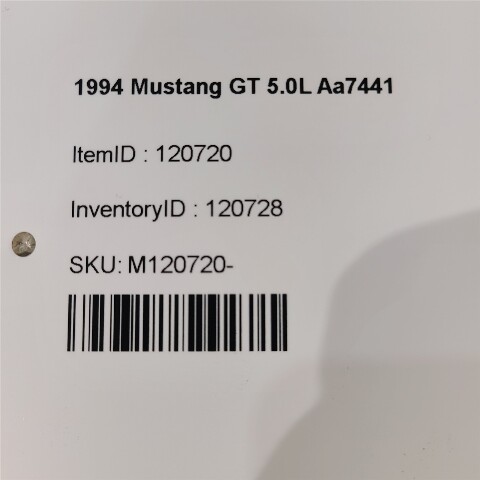 1994 Mustang GT 5.0L Aa7441
ItemID : 120720
InventoryID : 120728
SKU: M120720-